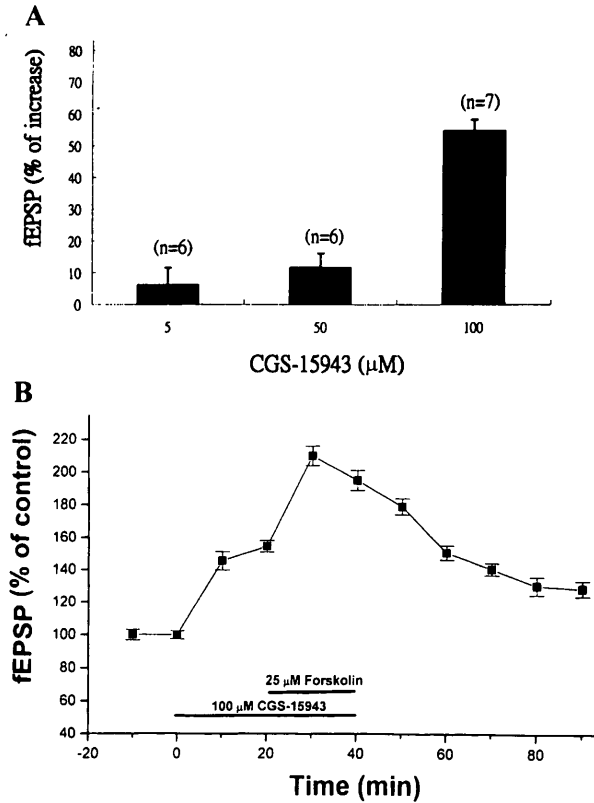 A
fEPSP (% of increase)
80
70
60
50
40
30
20
10
0
(n=6)
(n=6)
(n=7)
5 50 100
CGS-15943 (μM)
B
fEPSP (% of control)
220
200
180
160
140
120
100
80
60
40
25 μM Forskolin
100 μM CGS-15943
-20 0 20 40 60 80
Time (min)